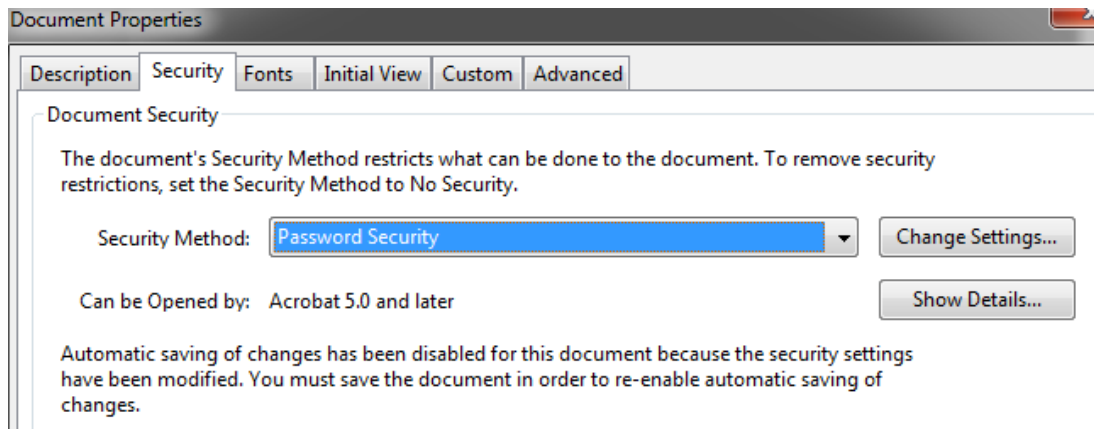 Document Properties
Description Security Fonts Initial View Custom Advanced
Document Security
The document's Security Method restricts what can be done to the document. To remove security
restrictions, set the Security Method to No Security.
Security Method: Password Security Change Settings...
Can be Opened by: Acrobat 5.0 and later Show Details...
Automatic saving of changes has been disabled for this document because the security settings
have been modified. You must save the document in order to re-enable automatic saving of
changes.